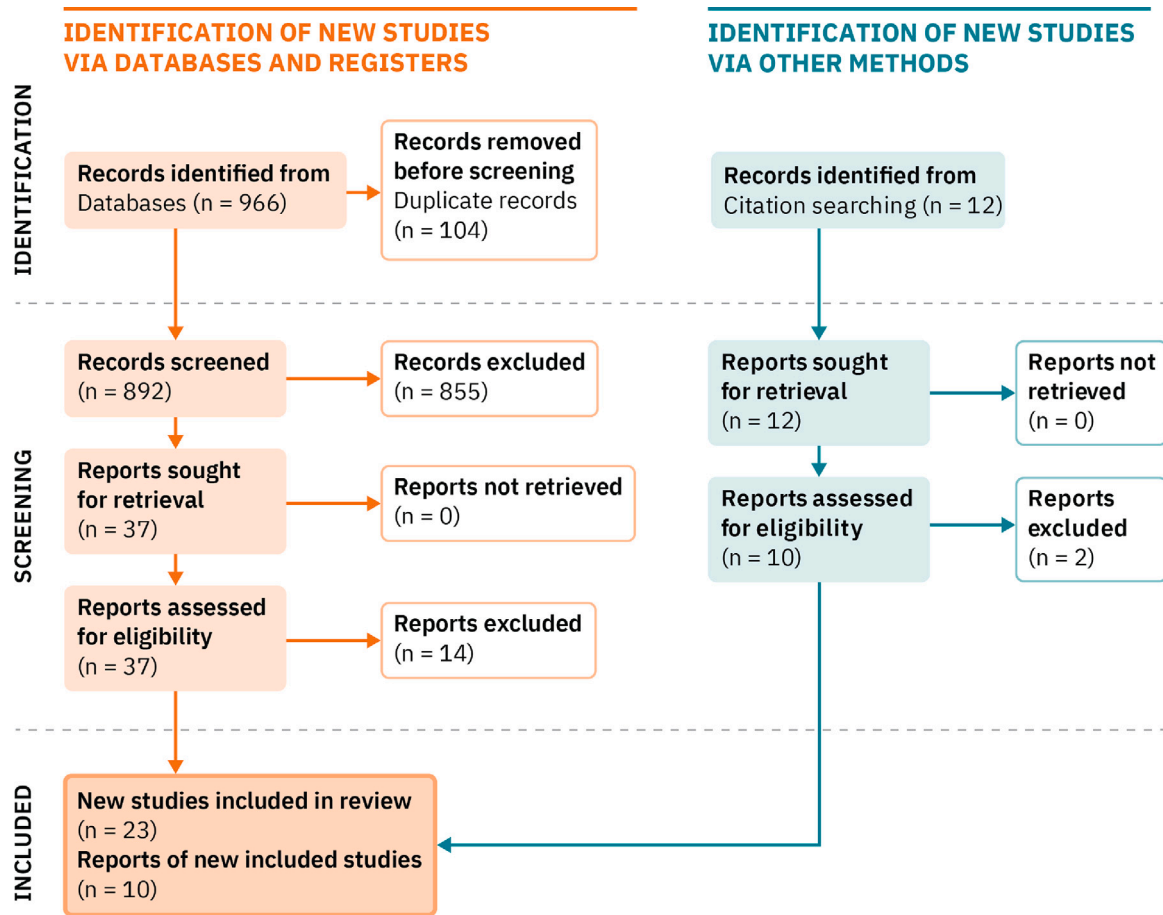 IDENTIFICATION OF NEW STUDIES
VIA DATABASES AND REGISTERS
IDENTIFICATION OF NEW STUDIES
VIA OTHER METHODS
IDENTIFICATION
Records identified from
Databases (n = 966)
Records removed
before screening
Duplicate records
(n = 104)
Records identified from
Citation searching (n = 12)
SCREENING
Records screened
(n = 892)
Records excluded
(n = 855)
Reports sought
for retrieval
(n = 12)
Reports not
retrieved
(n = 0)
Reports sought
for retrieval
(n = 37)
Reports not retrieved
(n = 0)
Reports assessed
for eligibility
(n = 10)
Reports
excluded
(n = 2)
Reports assessed
for eligibility
(n = 37)
Reports excluded
(n = 14)
INCLUDED
New studies included in review
(n = 23)
Reports of new included studies
(n = 10)